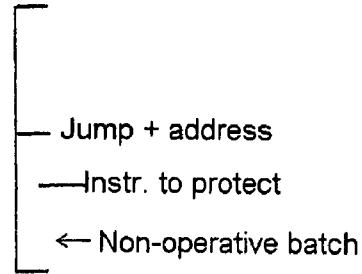 Jump + address
Instr. to protect
← Non-operative batch